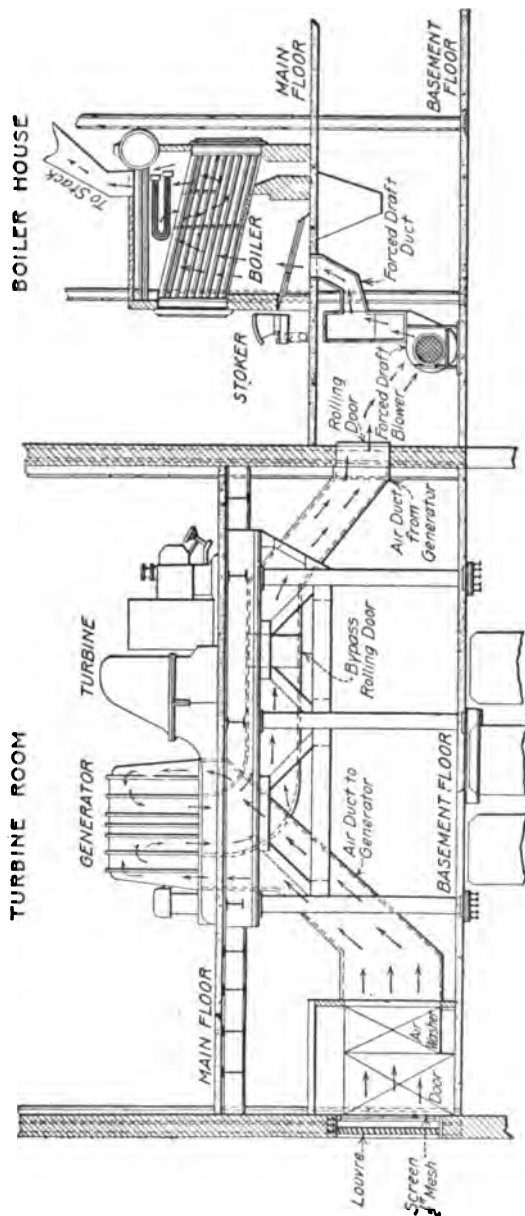 TURBINE ROOM
BOILER HOUSE
GENERATOR
TURBINE
STOKER
BOILER
To Stack
MAIN FLOOR
MAIN
FLOOR
BASEMENT
FLOOR
BASEMENT FLOOR
Louvre
Screen
½" Mesh
Door
Air
Washer
Air Duct to
Generator
Bypass
Rolling Door
Air Duct
from
Generator
Rolling
Door
Forced Draft
Blower
Forced Draft
Duct